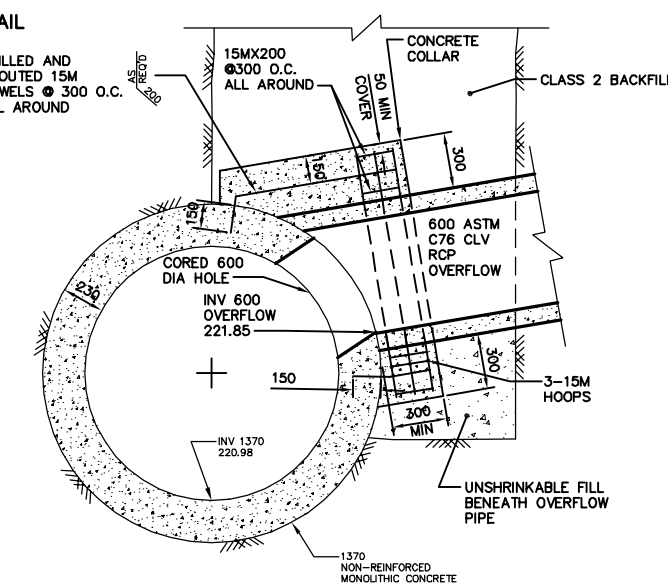 AIL
ILLED AND
OUTED 15M
WELS @ 300 O.C.
L AROUND
AS
REQ'D
200
15MX200
@300 O.C.
ALL AROUND
50 MIN
COVER
CONCRETE
COLLAR
CLASS 2 BACKFILL
300
150
150
600 ASTM
C76 CLV
RCP
OVERFLOW
CORED 600
DIA HOLE
230
INV 600
OVERFLOW
221.85
300
150
3-15M
HOOPS
300
MIN
INV 1370
220.98
UNSHRINKABLE FILL
BENEATH OVERFLOW
PIPE
1370
NON-REINFORCED
MONOLITHIC CONCRETE